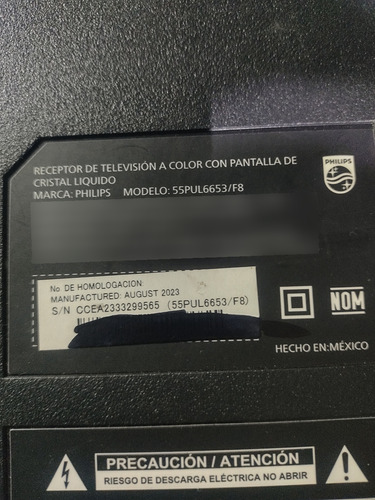 RECEPTOR DE TELEVISIÓN A COLOR CON PANTALLA DE
CRISTAL LIQUIDO
MARCA: PHILIPS MODELO: 55PUL6653/F8
PHILIPS
No DE HOMOLOGACION:
MANUFACTURED: AUGUST 2023
S/N CCEA2333299565 (55PUL6653/F8)
NOM
HECHO EN:MÉXICO
PRECAUCIÓN / ATENCIÓN
RIESGO DE DESCARGA ELÉCTRICA NO ABRIR